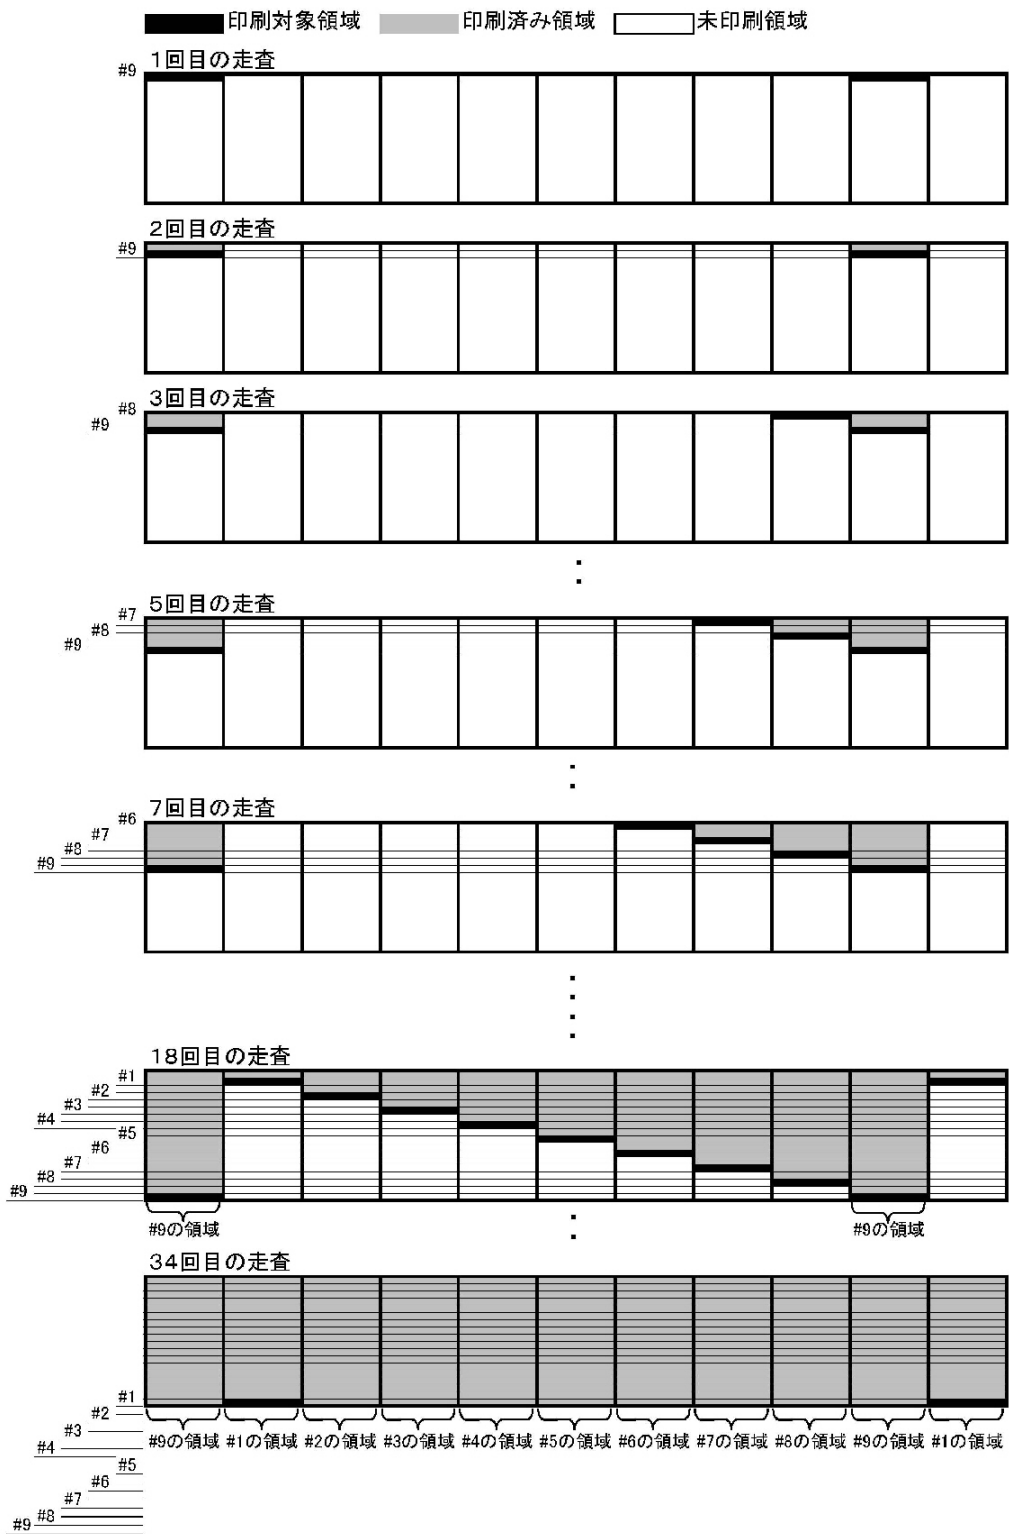 印刷対象領域 印刷済み領域 未印刷領域
1回目の走査
#9
2回目の走査
#9
3回目の走査
#8
#9
5回目の走査
#7
#8
#9
7回目の走査
#6
#7
#8
#9
18回目の走査
#1
#2
#3
#4
#5
#6
#7
#8
#9
#9の領域 #9の領域
34回目の走査
#1
#2
#3
#4
#5
#6
#7
#8
#9
#9の領域 #1の領域 #2の領域 #3の領域 #4の領域 #5の領域 #6の領域 #7の領域 #8の領域 #9の領域 #1の領域